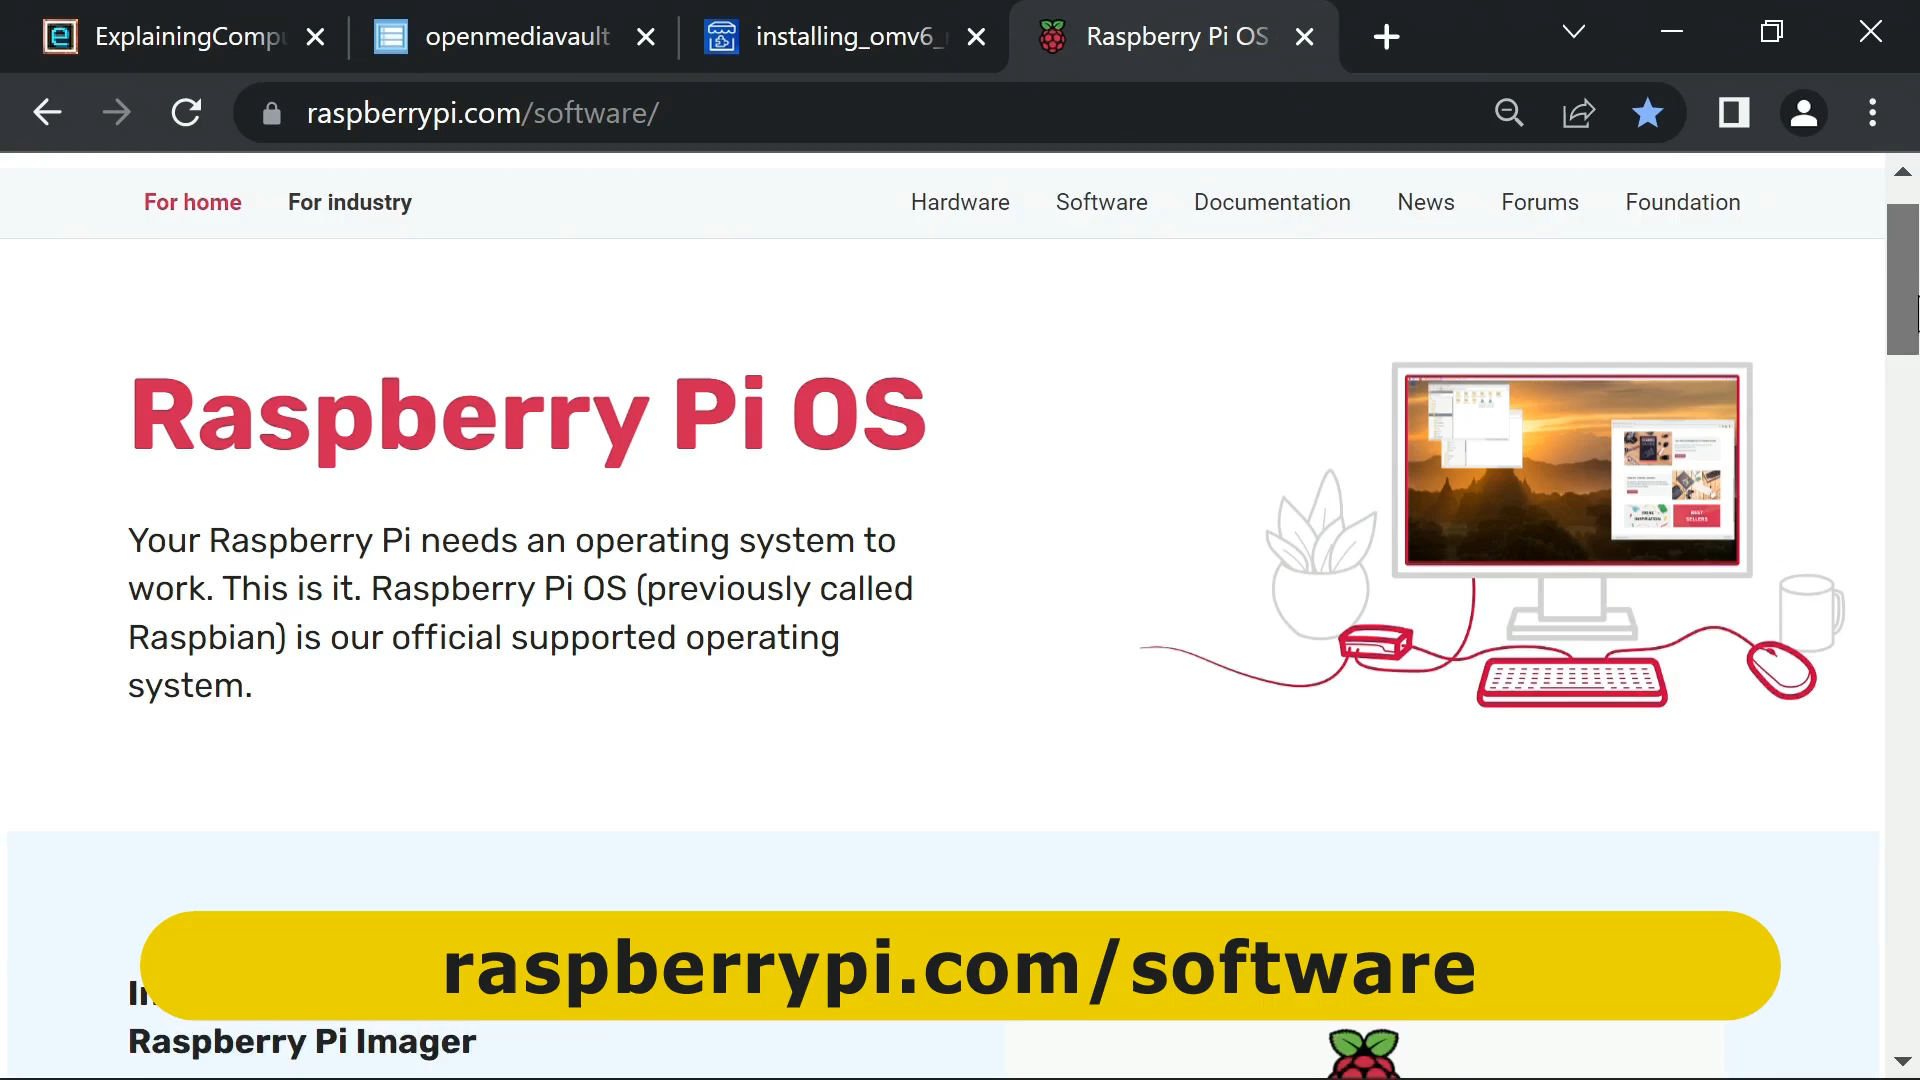 ExplainingComp
openmediavault
installing_omv6_
Raspberry Pi OS
raspberrypi.com/software/
For home
For industry
Hardware
Software
Documentation
News
Forums
Foundation
Raspberry Pi OS
Your Raspberry Pi needs an operating system to
work. This is it. Raspberry Pi OS (previously called
Raspbian) is our official supported operating
system.
BEST
SELLERS
raspberrypi.com/software
Raspberry Pi Imager